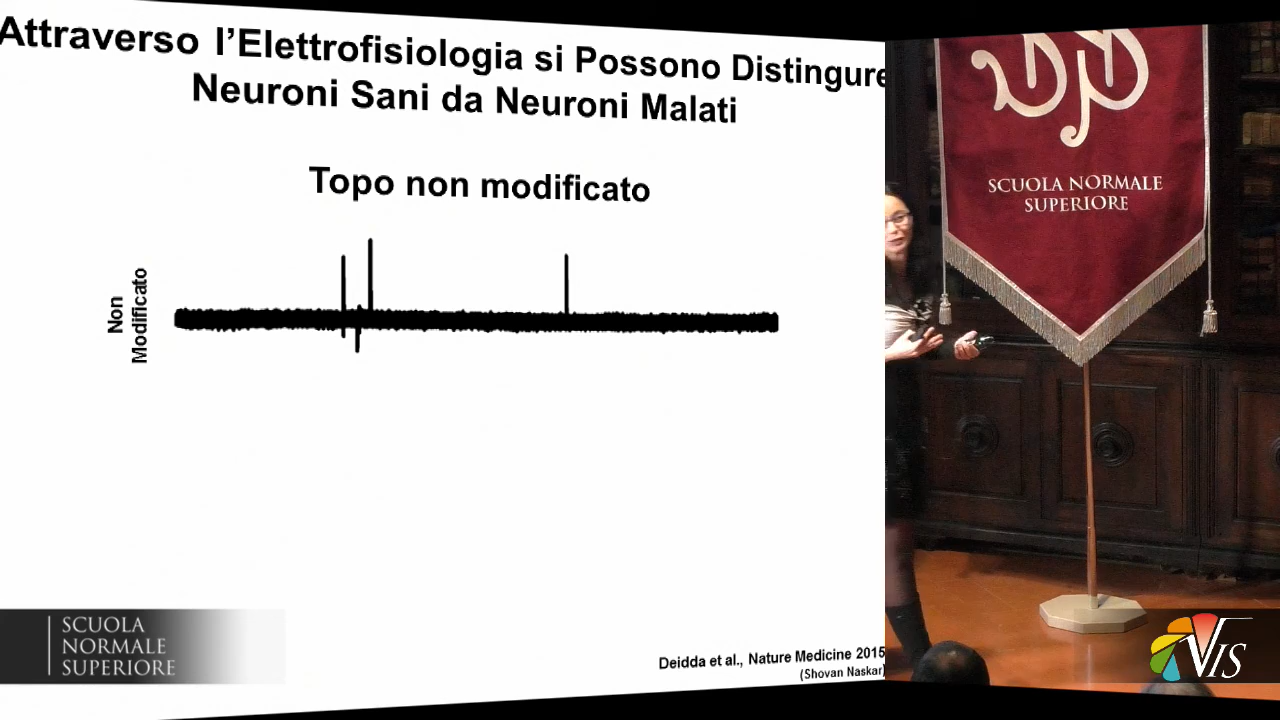 Attraverso l'Elettrofisiologia si Possono Distingure
Neuroni Sani da Neuroni Malati
Topo non modificato
Non
Modificato
Deidda et al., Nature Medicine 2015
(Shovan Naskar)
SCUOLA
NORMALE
SUPERIORE
SCUOLA NORMALE
SUPERIORE
VIS